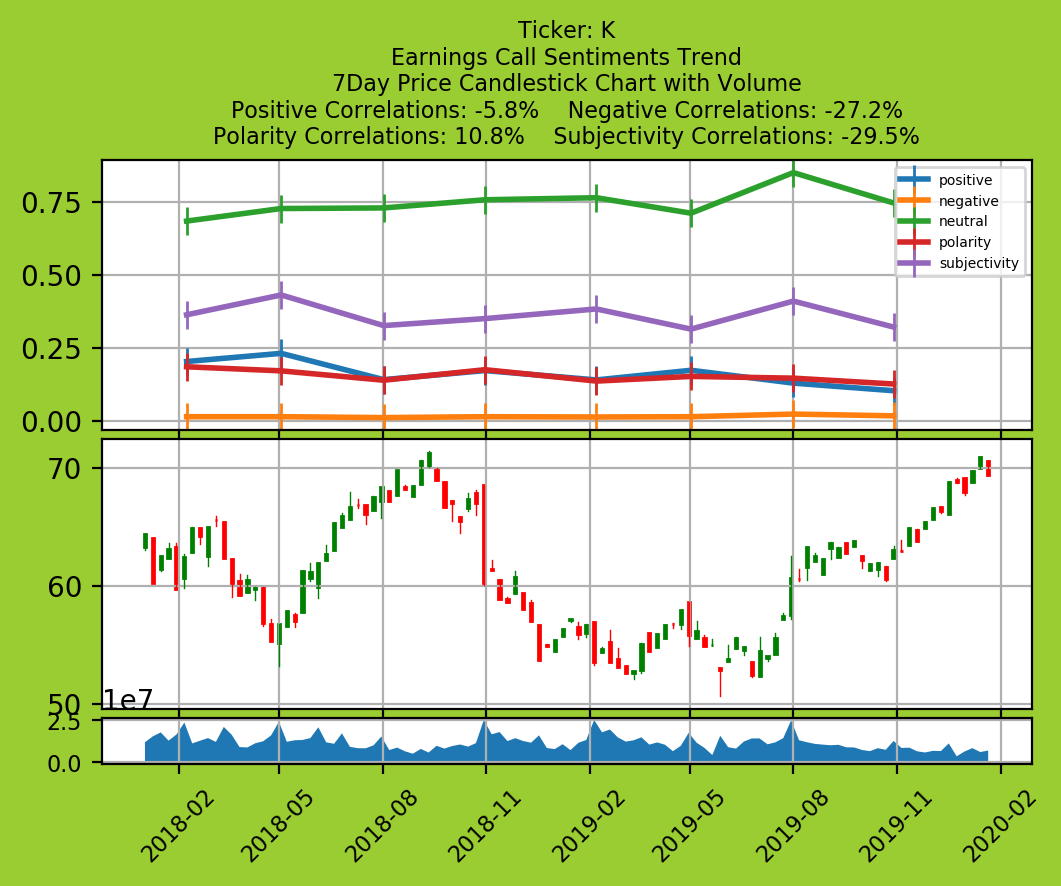 Ticker: K
Earnings Call Sentiments Trend
7Day Price Candlestick Chart with Volume
Positive Correlations: -5.8%    Negative Correlations: -27.2%
Polarity Correlations: 10.8%    Subjectivity Correlations: -29.5%
0.75
0.50
0.25
0.00
positive
negative
neutral
polarity
subjectivity
70
60
50
1e7
2.5
0.0
2018-02
2018-05
2018-08
2018-11
2019-02
2019-05
2019-08
2019-11
2020-02